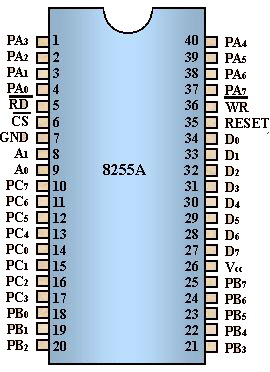 PA3 1 40 PA4
PA2 2 39 PA5
PA1 3 38 PA6
PA0 4 37 PA7
RD 5 36 WR
CS 6 35 RESET
GND 7 34 D0
A1 8 33 D1
A0 9 8255A 32 D2
PC7 10 31 D3
PC6 11 30 D4
PC5 12 29 D5
PC4 13 28 D6
PC0 14 27 D7
PC1 15 26 Vcc
PC2 16 25 PB7
PC3 17 24 PB6
PB0 18 23 PB5
PB1 19 22 PB4
PB2 20 21 PB3